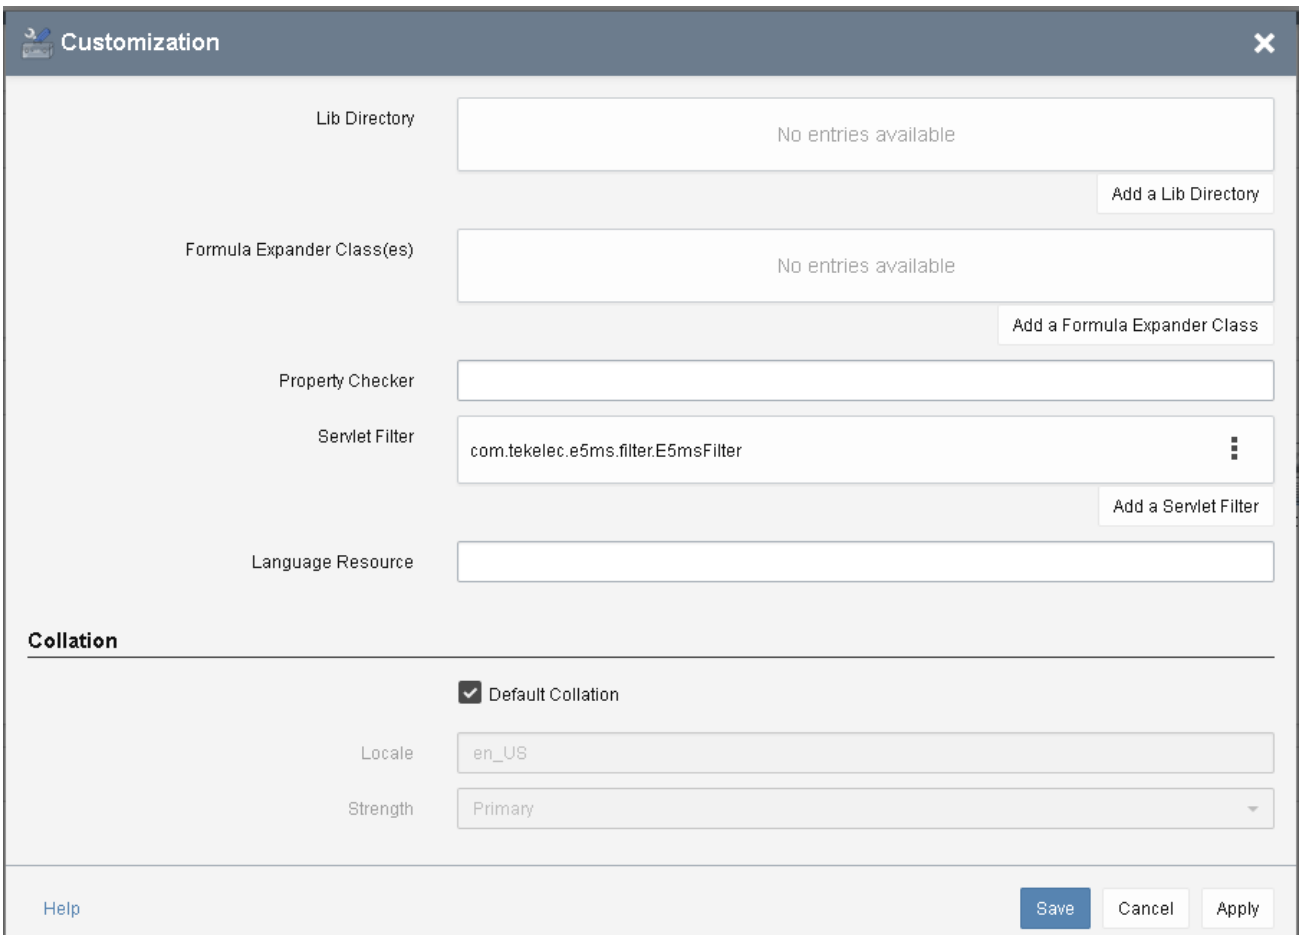 Customization
Lib Directory
No entries available
Add a Lib Directory
Formula Expander Class(es)
No entries available
Add a Formula Expander Class
Property Checker
Servlet Filter
com.tekelec.e5ms.filter.E5msFilter
Add a Servlet Filter
Language Resource
Collation
Default Collation
Locale
en_US
Strength
Primary
Help
Save
Cancel
Apply